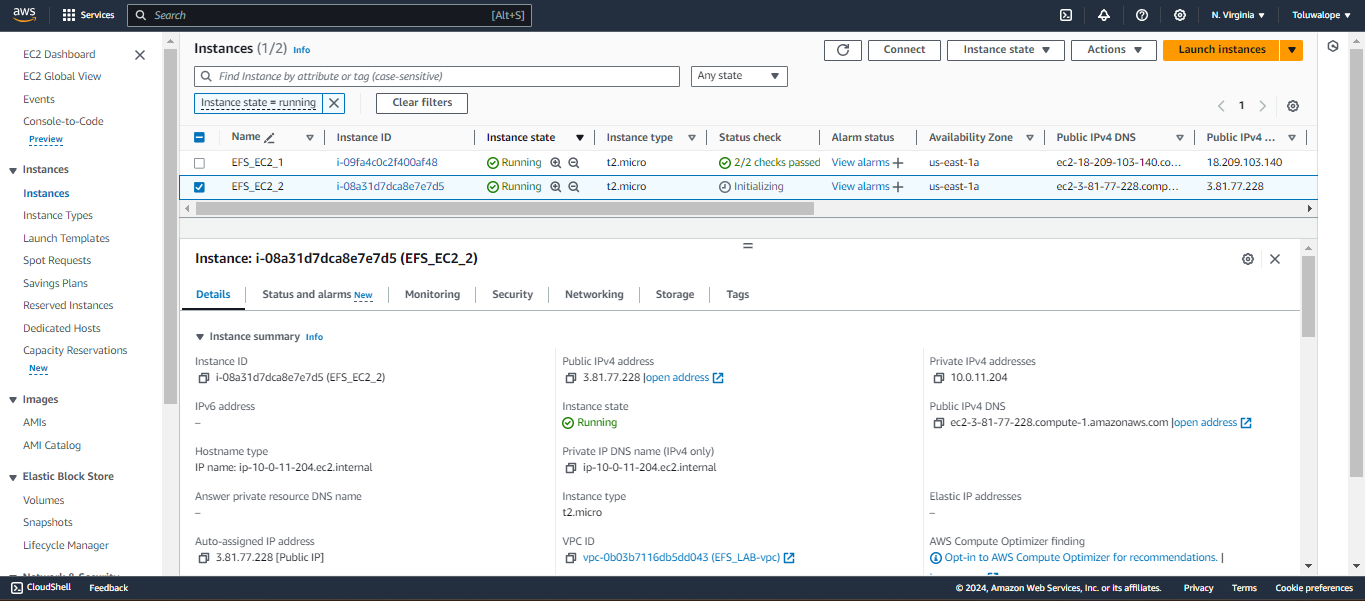 aws Services Search [Alt+S] N. Virginia Toluwalope
EC2 Dashboard
EC2 Global View
Events
Console-to-Code
Preview
Instances
Instances
Instance Types
Launch Templates
Spot Requests
Savings Plans
Reserved Instances
Dedicated Hosts
Capacity Reservations
New
Images
AMIs
AMI Catalog
Elastic Block Store
Volumes
Snapshots
Lifecycle Manager
Network & Security
Instances (1/2) Info
Connect Instance state Actions Launch instances
Find Instance by attribute or tag (case-sensitive) Any state
Instance state = running Clear filters
1
Name Instance ID Instance state Instance type Status check Alarm status Availability Zone Public IPv4 DNS Public IPv4 ...
EFS_EC2_1 i-09fa4c0c2f400af48 Running t2.micro 2/2 checks passed View alarms + us-east-1a ec2-18-209-103-140.co... 18.209.103.140
EFS_EC2_2 i-08a31d7dca8e7e7d5 Running t2.micro Initializing View alarms + us-east-1a ec2-3-81-77-228.comp... 3.81.77.228
Instance: i-08a31d7dca8e7e7d5 (EFS_EC2_2)
Details Status and alarms New Monitoring Security Networking Storage Tags
Instance summary Info
Instance ID Public IPv4 address Private IPv4 addresses
i-08a31d7dca8e7e7d5 (EFS_EC2_2) 3.81.77.228 |open address 10.0.11.204
IPv6 address Instance state Public IPv4 DNS
– Running ec2-3-81-77-228.compute-1.amazonaws.com |open address
Hostname type Private IP DNS name (IPv4 only)
IP name: ip-10-0-11-204.ec2.internal ip-10-0-11-204.ec2.internal
Answer private resource DNS name Instance type Elastic IP addresses
– t2.micro –
Auto-assigned IP address VPC ID AWS Compute Optimizer finding
3.81.77.228 [Public IP] vpc-0b03b7116db5dd043 (EFS_LAB-vpc) Opt-in to AWS Compute Optimizer for recommendations. |
CloudShell Feedback © 2024, Amazon Web Services, Inc. or its affiliates. Privacy Terms Cookie preferences